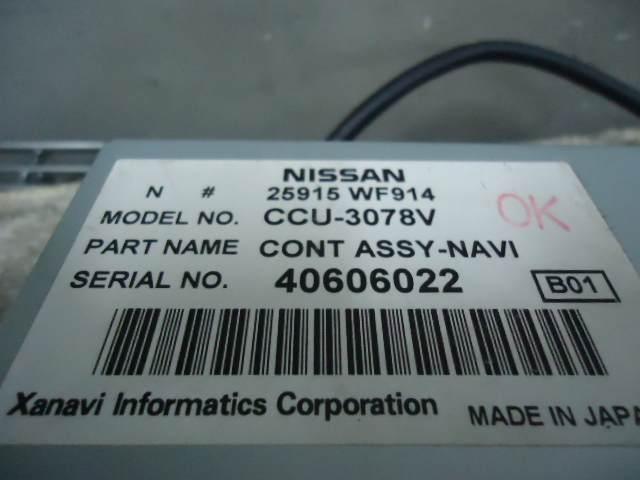 NISSAN
N # 25915 WF914
MODEL NO. CCU-3078V
OK
PART NAME CONT ASSY-NAVI
SERIAL NO. 40606022 B01
Xanavi Informatics Corporation MADE IN JAPA